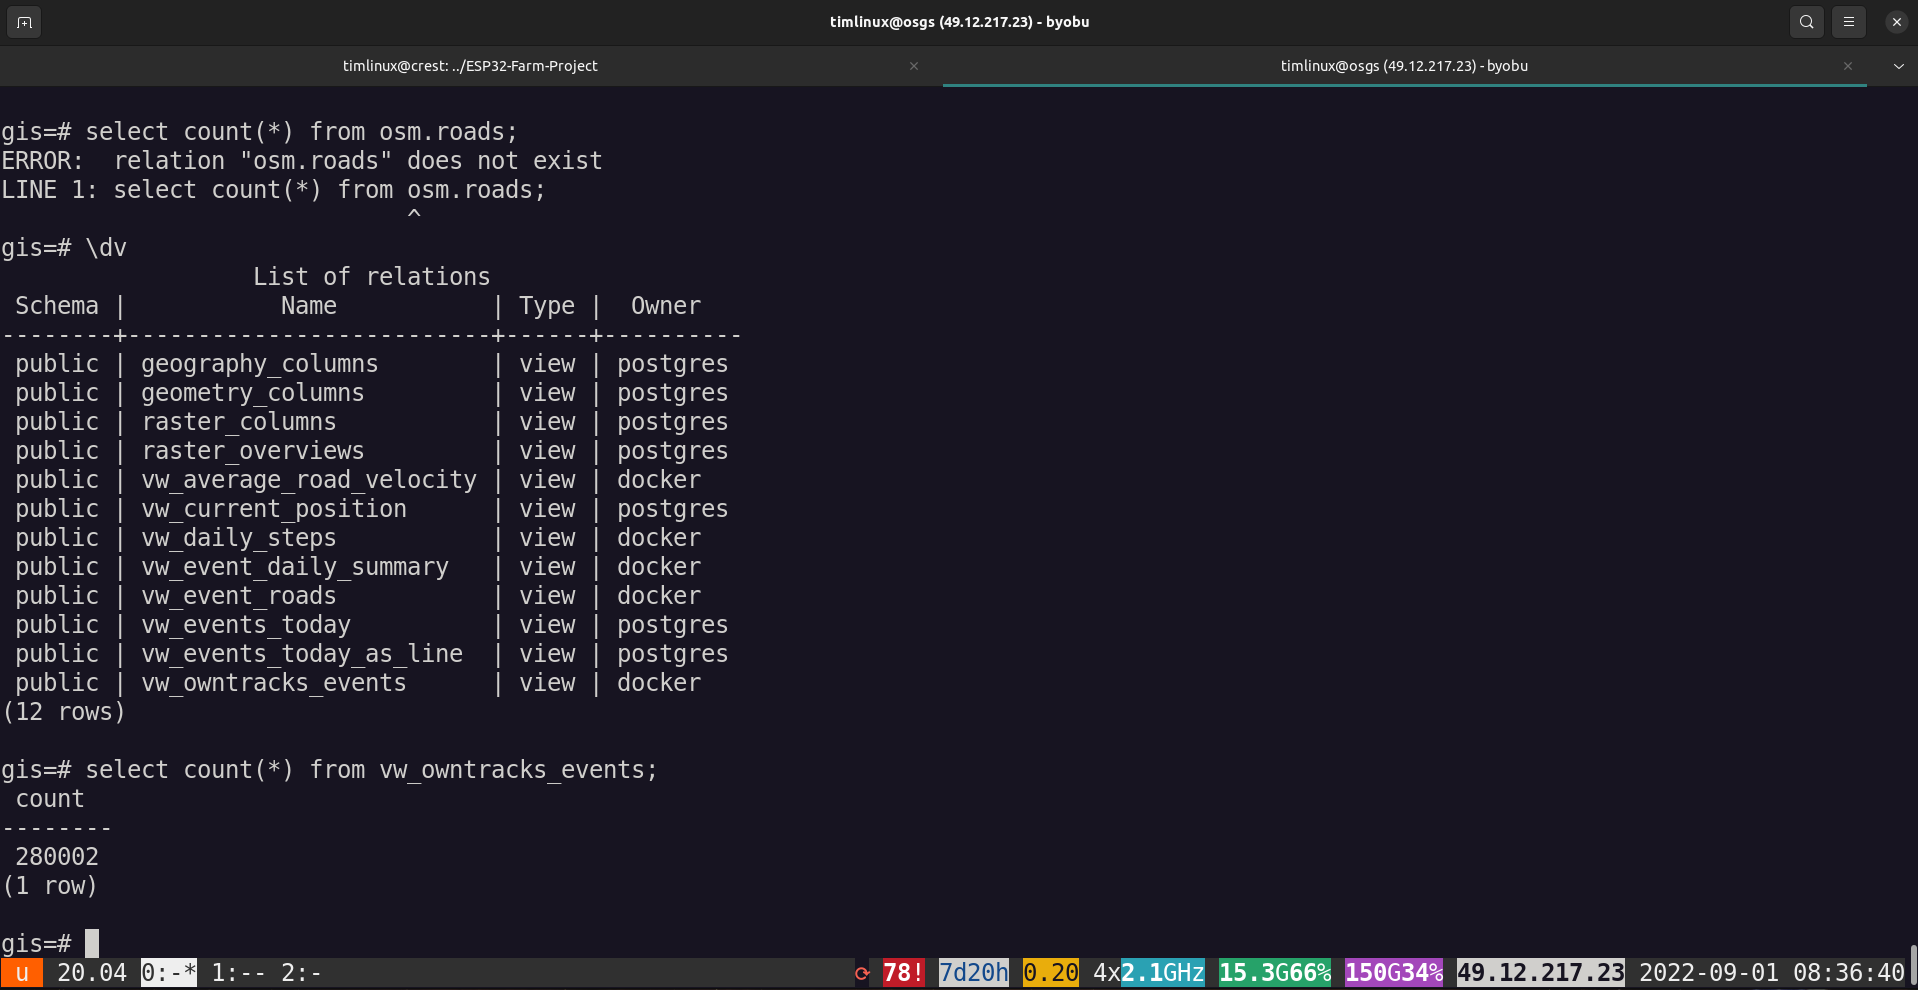 timlinux@osgs (49.12.217.23) - byobu
timlinux@crest: ../ESP32-Farm-Project
timlinux@osgs (49.12.217.23) - byobu
gis=# select count(*) from osm.roads;
ERROR:  relation "osm.roads" does not exist
LINE 1: select count(*) from osm.roads;
                             ^
gis=# \dv
                  List of relations
 Schema |           Name           | Type |  Owner
--------+--------------------------+------+----------
 public | geography_columns        | view | postgres
 public | geometry_columns         | view | postgres
 public | raster_columns           | view | postgres
 public | raster_overviews         | view | postgres
 public | vw_average_road_velocity | view | docker
 public | vw_current_position      | view | postgres
 public | vw_daily_steps           | view | docker
 public | vw_event_daily_summary   | view | docker
 public | vw_event_roads           | view | docker
 public | vw_events_today          | view | postgres
 public | vw_events_today_as_line  | view | postgres
 public | vw_owntracks_events      | view | docker
(12 rows)
gis=# select count(*) from vw_owntracks_events;
 count
--------
 280002
(1 row)
gis=#
u 20.04 0:-* 1:-- 2:- ⟳ 78! 7d20h 0.20 4x2.1GHz 15.3G66% 150G34% 49.12.217.23 2022-09-01 08:36:40